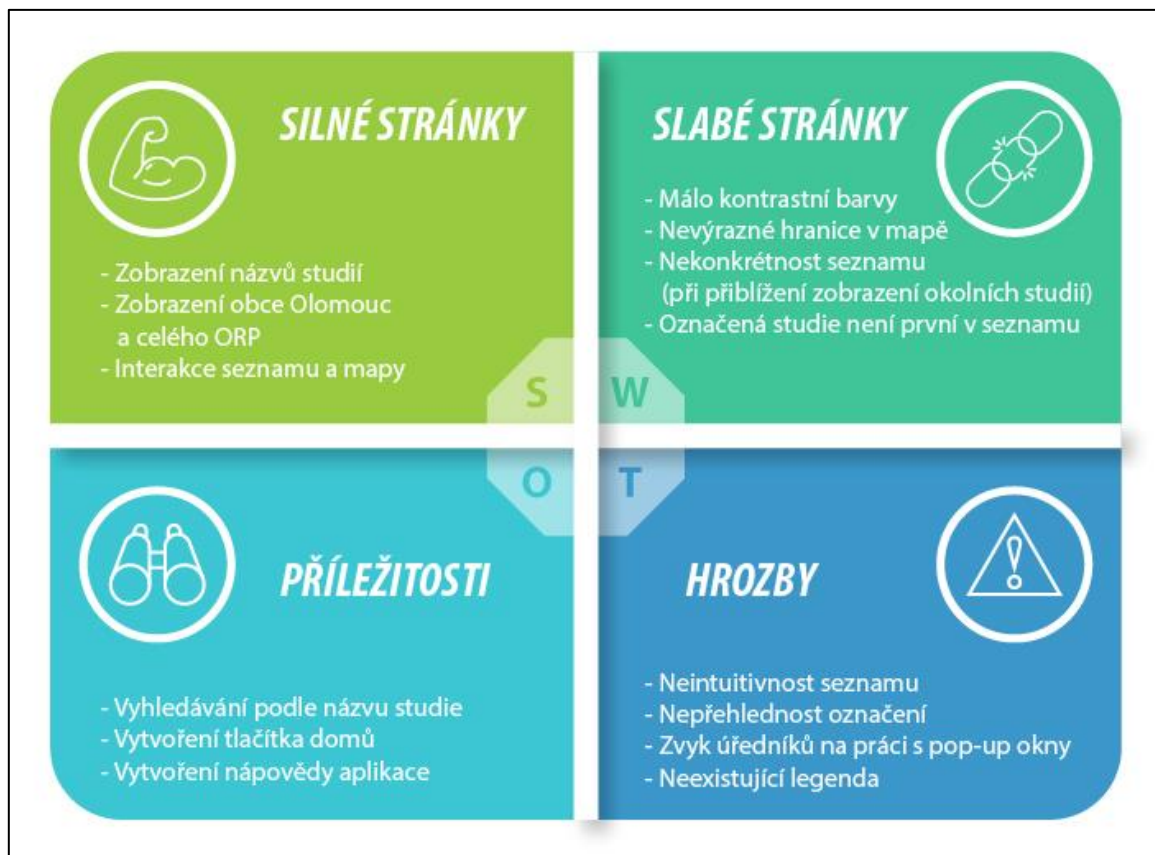 SILNÉ STRÁNKY
- Zobrazení názvů studií
- Zobrazení obce Olomouc
a celého ORP
- Interakce seznamu a mapy
SLABÉ STRÁNKY
- Málo kontrastní barvy
- Nevýrazné hranice v mapě
- Nekonkrétnost seznamu
(při přiblížení zobrazení okolních studií)
- Označená studie není první v seznamu
S W
O T
PŘÍLEŽITOSTI
- Vyhledávání podle názvu studie
- Vytvoření tlačítka domů
- Vytvoření nápovědy aplikace
HROZBY
- Neintuitivnost seznamu
- Nepřehlednost označení
- Zvyk úředníků na práci s pop-up okny
- Neexistující legenda